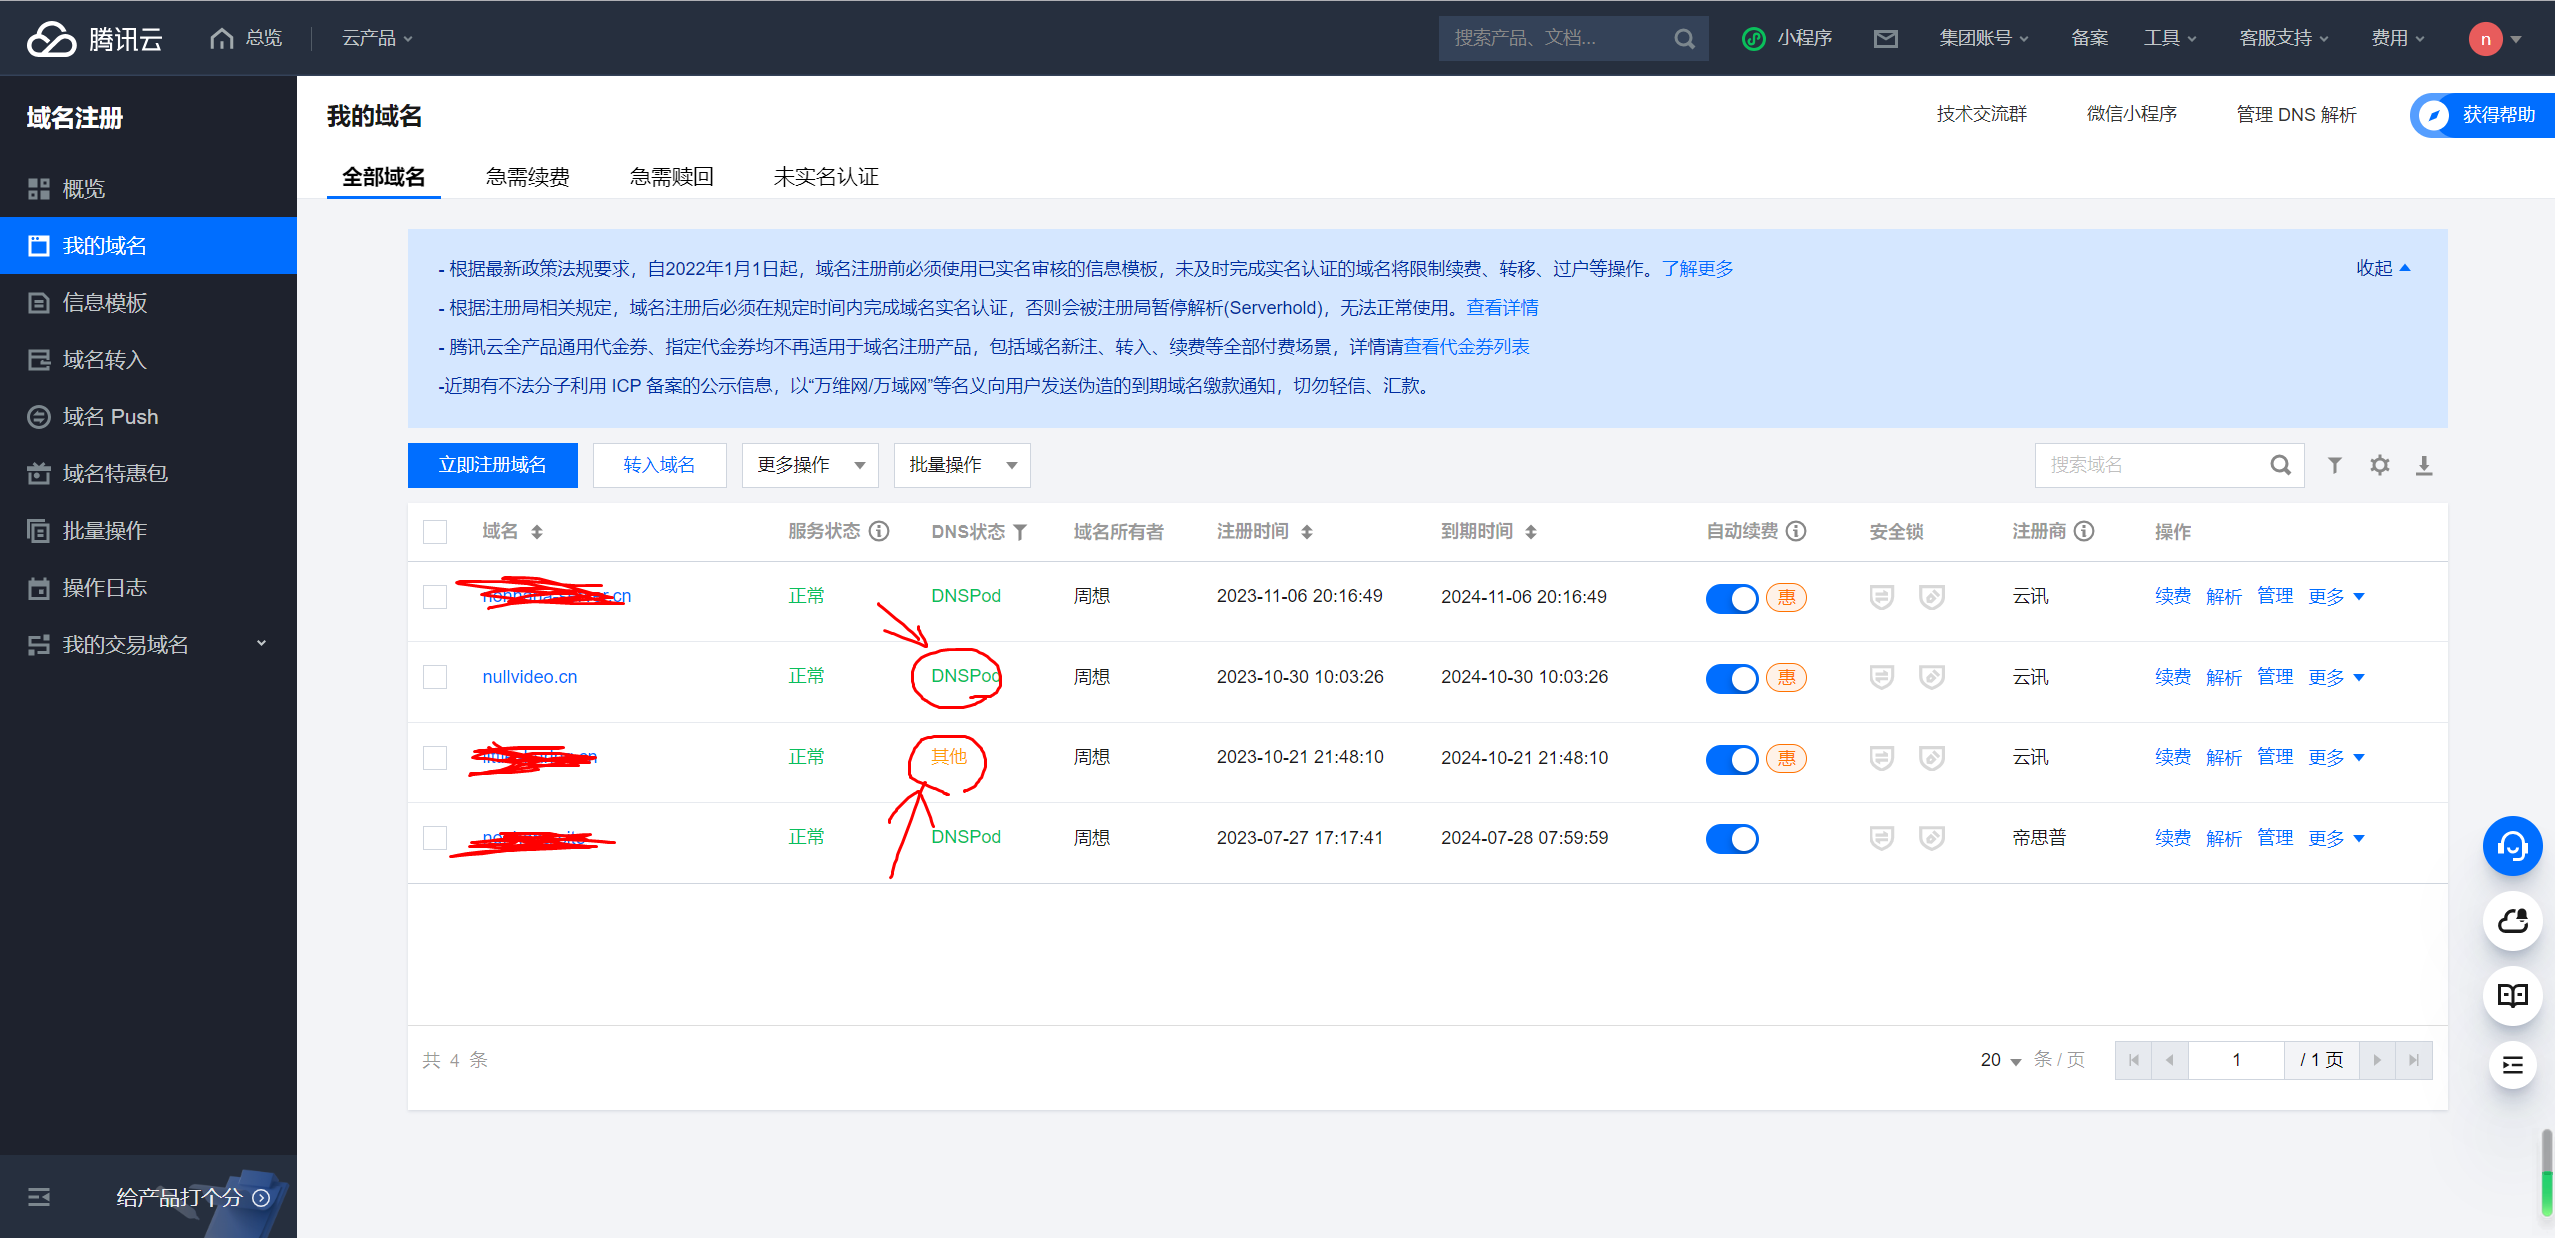 腾讯云
总览
云产品
搜索产品、文档...
小程序
集团账号
备案
工具
客服支持
费用
n
域名注册
概览
我的域名
信息模板
域名转入
域名 Push
域名特惠包
批量操作
操作日志
我的交易域名
给产品打个分
我的域名
技术交流群
微信小程序
管理 DNS 解析
获得帮助
全部域名 急需续费 急需赎回 未实名认证
- 根据最新政策法规要求，自2022年1月1日起，域名注册前必须使用已实名审核的信息模板，未及时完成实名认证的域名将限制续费、转移、过户等操作。了解更多
收起
- 根据注册局相关规定，域名注册后必须在规定时间内完成域名实名认证，否则会被注册局暂停解析(Serverhold)，无法正常使用。查看详情
- 腾讯云全产品通用代金券、指定代金券均不再适用于域名注册产品，包括域名新注、转入、续费等全部付费场景，详情请查看代金券列表
-近期有不法分子利用 ICP 备案的公示信息，以“万维网/万域网”等名义向用户发送伪造的到期域名缴款通知，切勿轻信、汇款。
立即注册域名 转入域名 更多操作 批量操作 搜索域名
域名 服务状态 DNS状态 域名所有者 注册时间 到期时间 自动续费 安全锁 注册商 操作
.cn 正常 DNSPod 周想 2023-11-06 20:16:49 2024-11-06 20:16:49 惠 云讯 续费 解析 管理 更多
nullvideo.cn 正常 DNSPod 周想 2023-10-30 10:03:26 2024-10-30 10:03:26 惠 云讯 续费 解析 管理 更多
正常 其他 周想 2023-10-21 21:48:10 2024-10-21 21:48:10 惠 云讯 续费 解析 管理 更多
正常 DNSPod 周想 2023-07-27 17:17:41 2024-07-28 07:59:59 帝思普 续费 解析 管理 更多
共 4 条
20 条 / 页
1 / 1 页